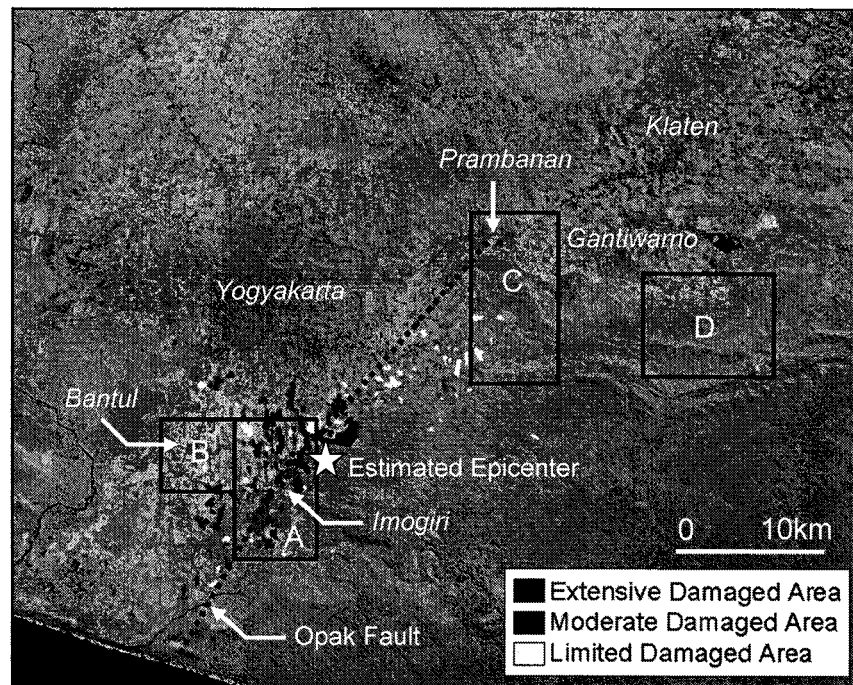 Klaten
Prambanan
Gantiwarno
C
Yogyakarta
D
Bantul
B
Estimated Epicenter
Imogiri
A
0 10km
Opak Fault
Extensive Damaged Area
Moderate Damaged Area
Limited Damaged Area